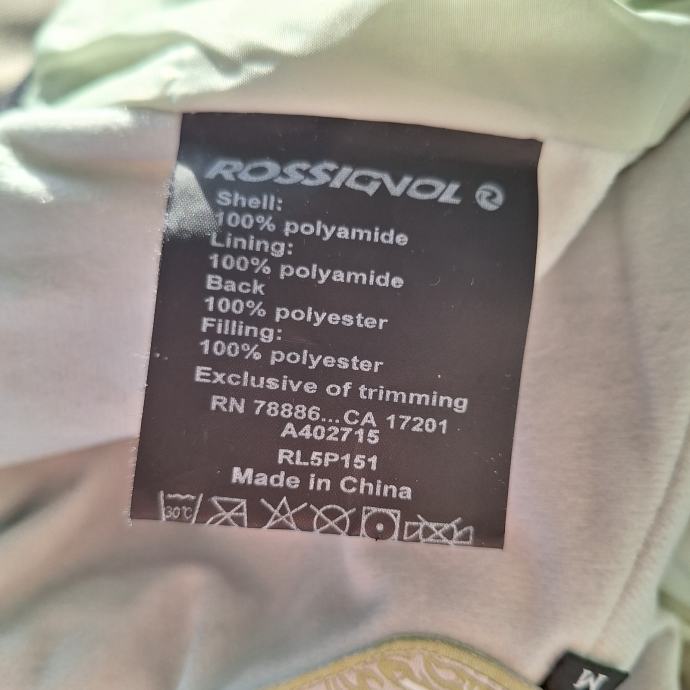 ROSSIGNOL
Shell:
100% polyamide
Lining:
100% polyamide
Back
100% polyester
Filling:
100% polyester
Exclusive of trimming
RN 78886...CA 17201
A402715
RL5P151
Made in China
30°C
M